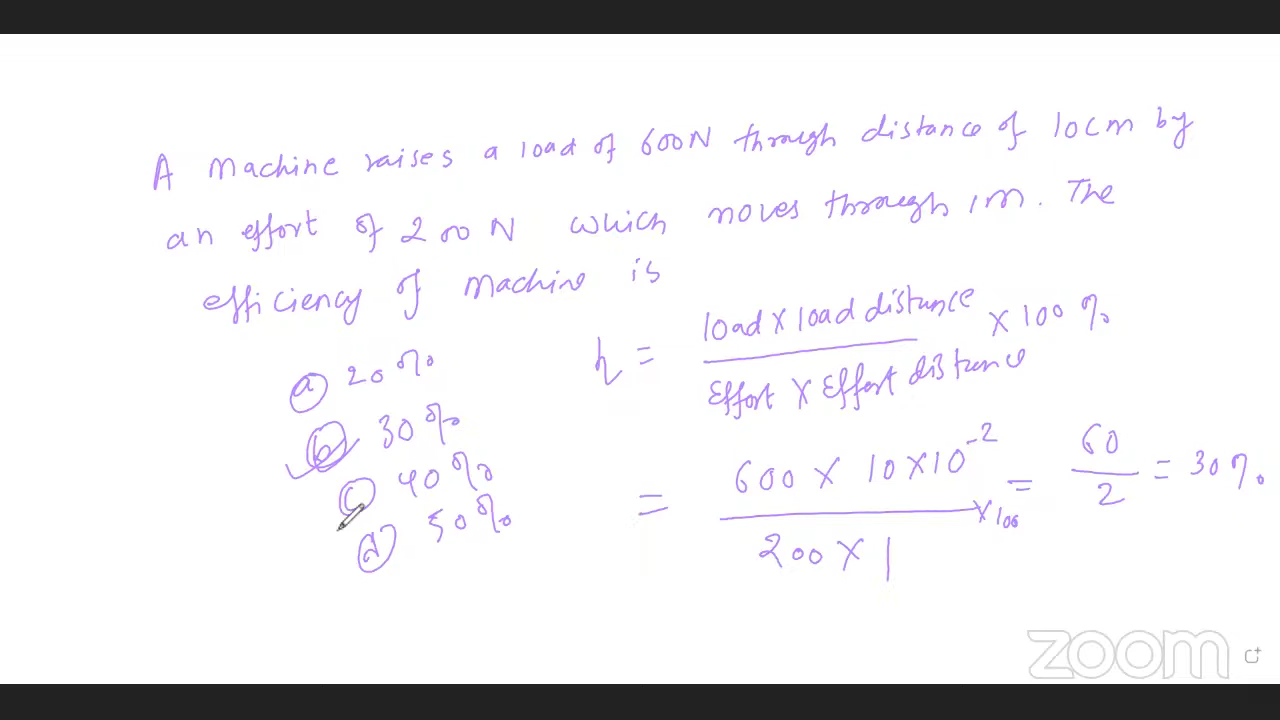 A Machine raises a load of 600N through distance of 10cm by
an effort of 200 N which moves through 1m. The
efficiency of Machine is
η = load X load distance / Effort X Effort distance X 100 %
(a) 20%
(b) 30%
(c) 40%
(d) 50%
= 600 X 10 X 10^-2 / 200 X 1 X 100 = 60 / 2 = 30%
zoom